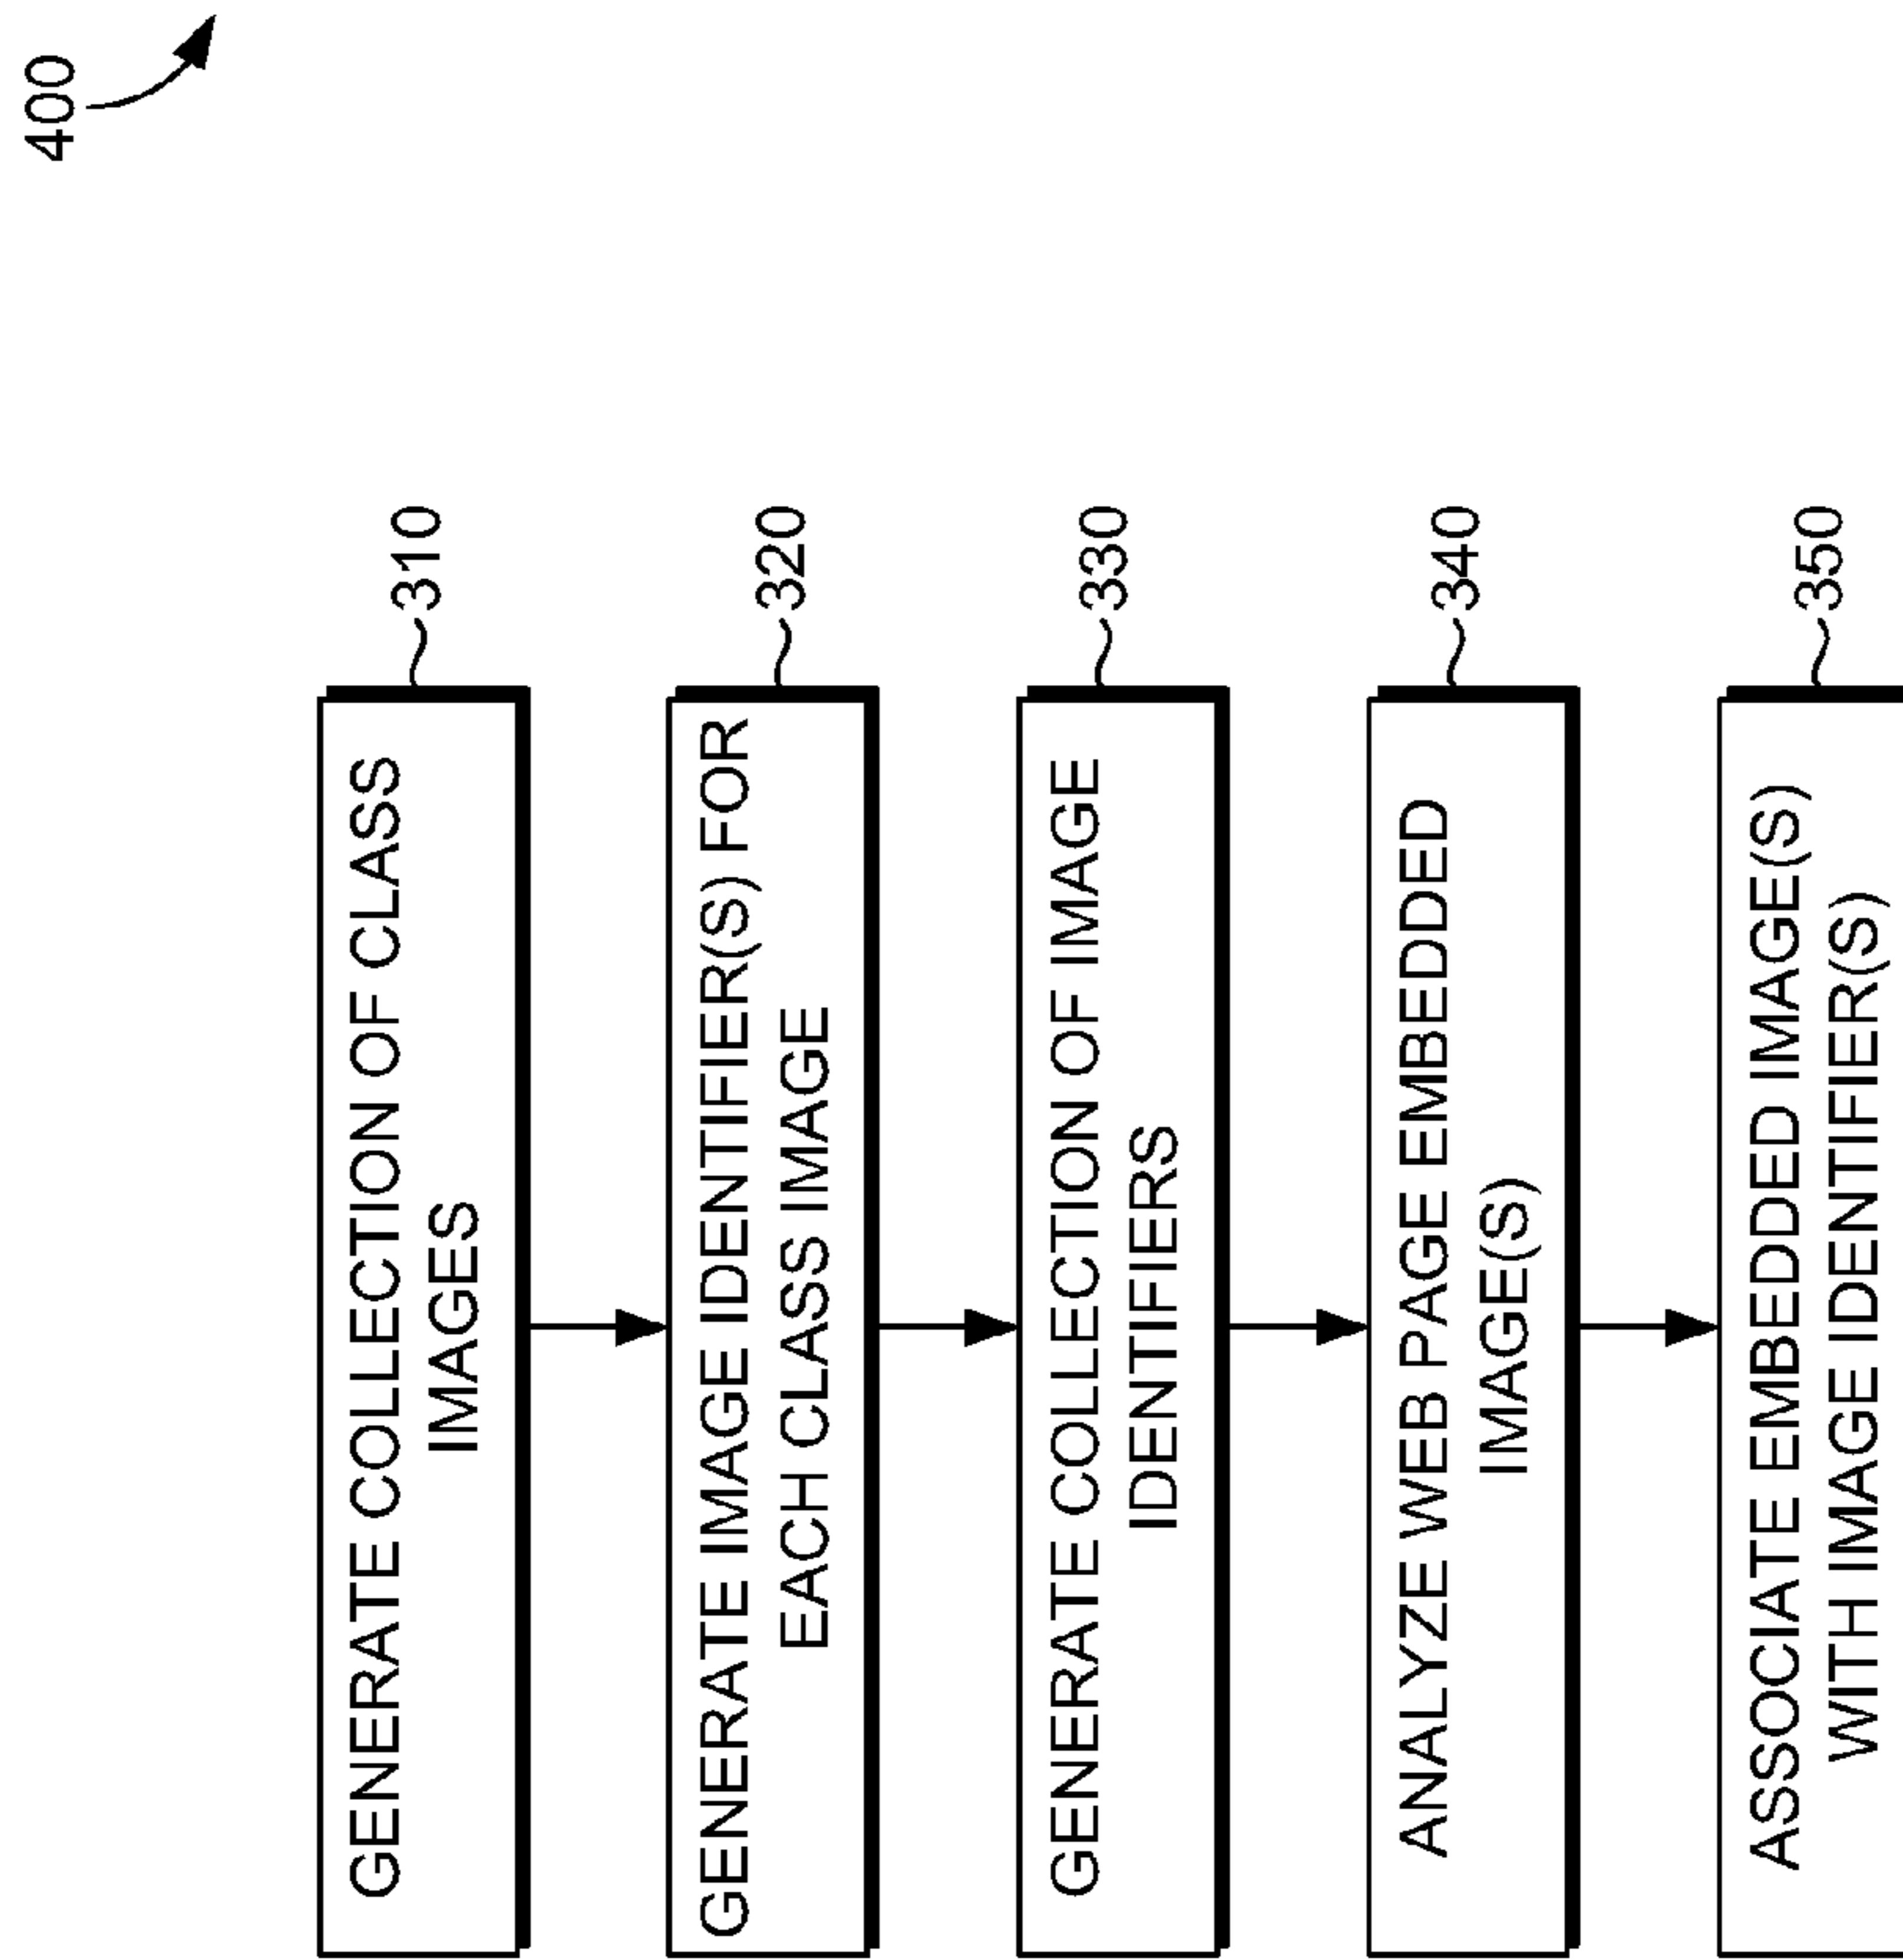 400
GENERATE COLLECTION OF CLASS
IMAGES
310
GENERATE IMAGE IDENTIFIER(S) FOR
EACH CLASS IMAGE
320
GENERATE COLLECTION OF IMAGE
IDENTIFIERS
330
ANALYZE WEB PAGE EMBEDDED
IMAGE(S)
340
ASSOCIATE EMBEDDED IMAGE(S)
WITH IMAGE IDENTIFIER(S)
350